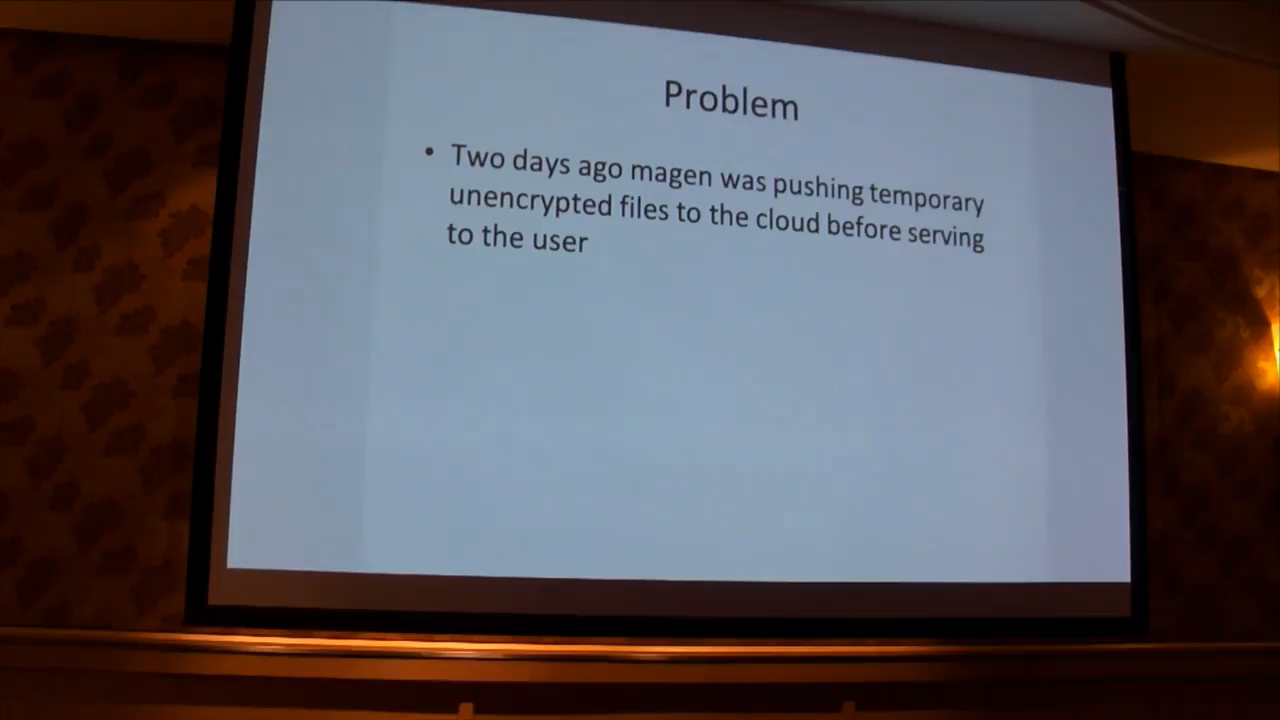 Problem
• Two days ago magen was pushing temporary
unencrypted files to the cloud before serving
to the user